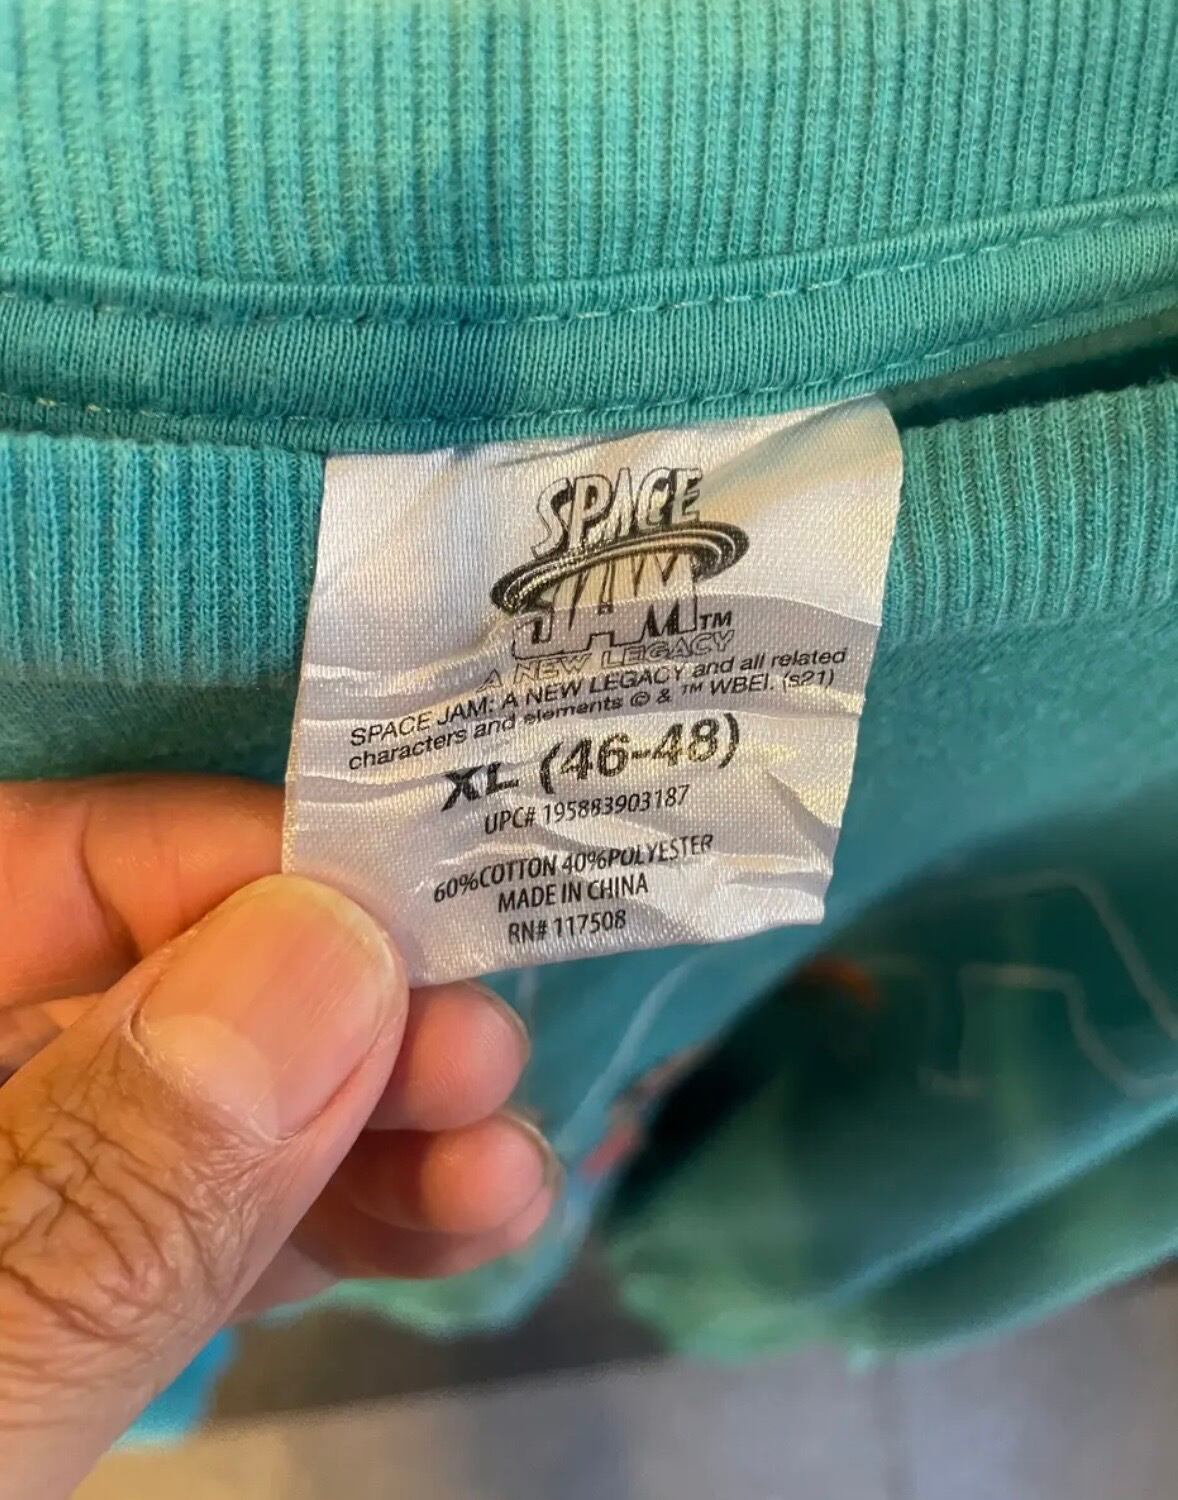 SPACE
JAM™
A NEW LEGACY
SPACE JAM: A NEW LEGACY and all related
characters and elements © & ™ WBEI. (s21)
XL (46-48)
UPC# 195883903187
60%COTTON 40%POLYESTER
MADE IN CHINA
RN# 117508